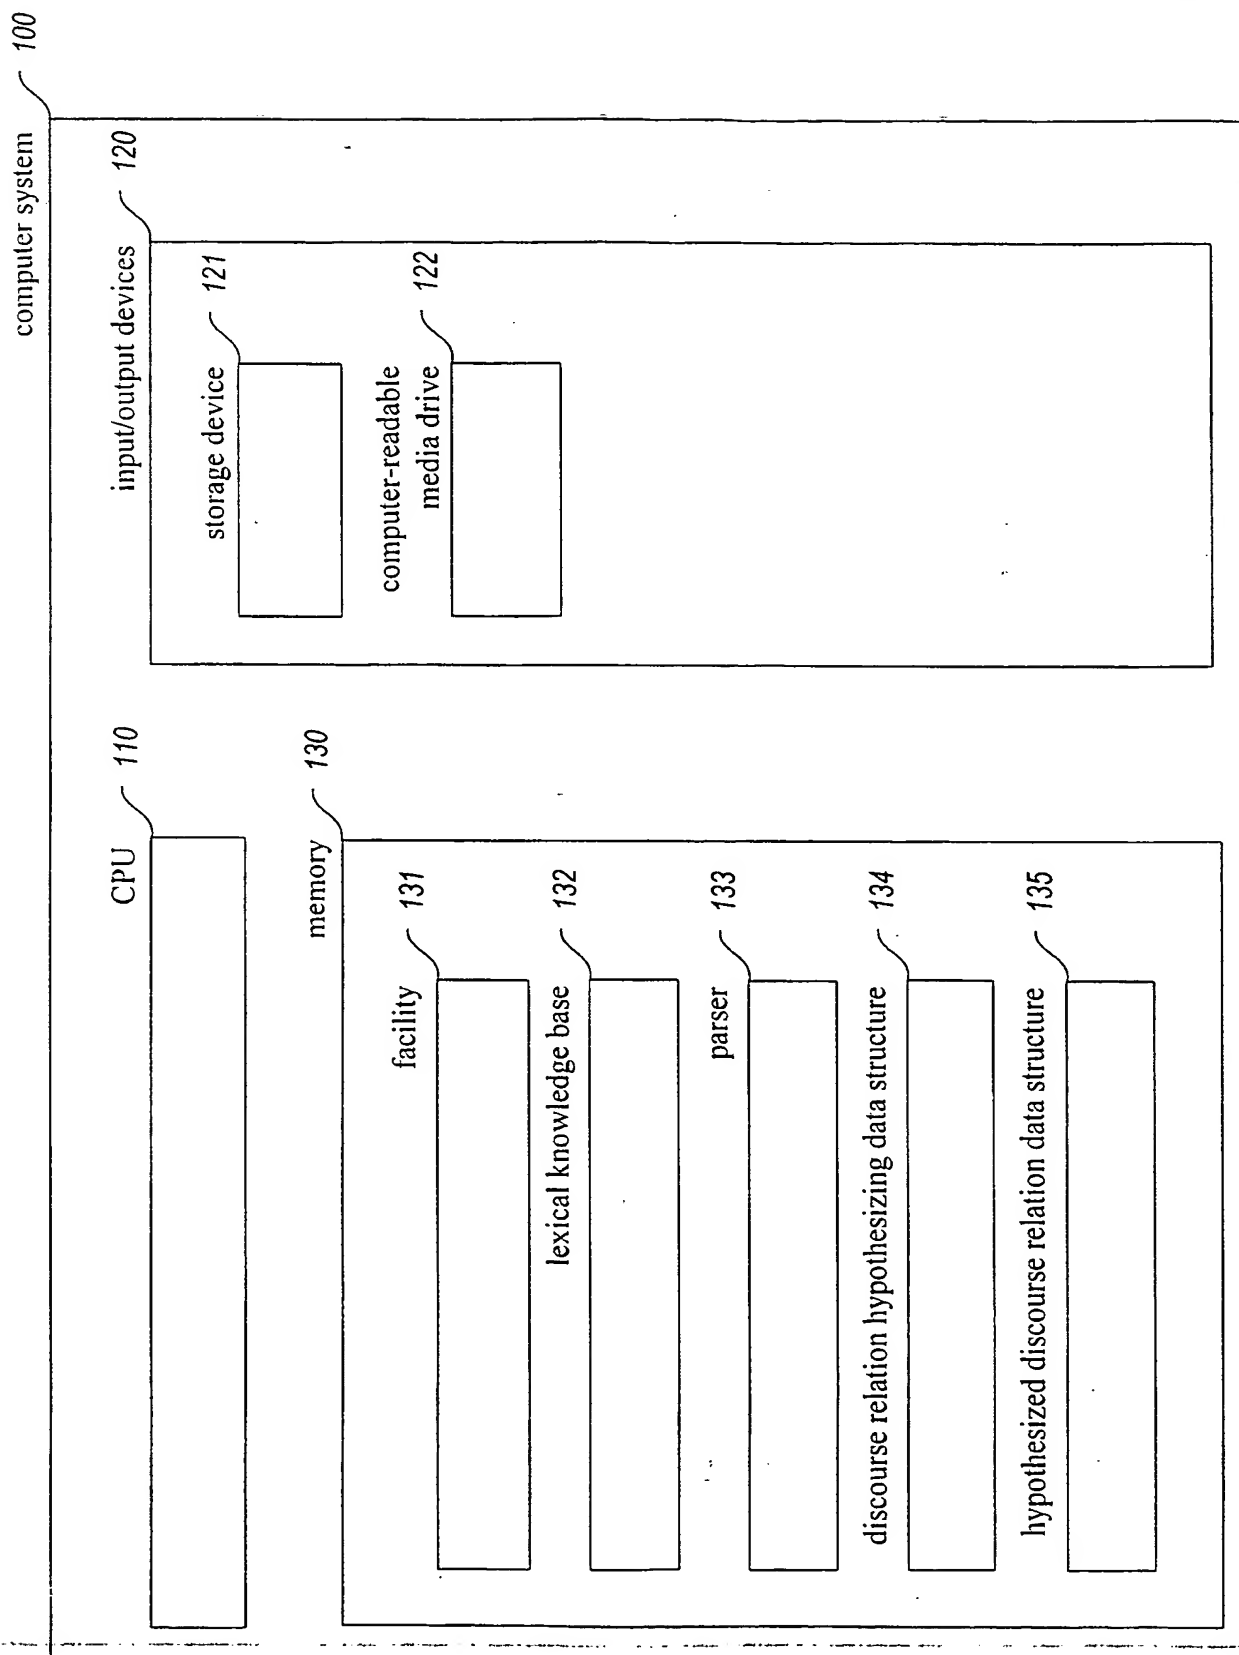 computer system 100
CPU 110
input/output devices 120
storage device 121
computer-readable
media drive 122
memory 130
facility 131
lexical knowledge base 132
parser 133
discourse relation hypothesizing data structure 134
hypothesized discourse relation data structure 135